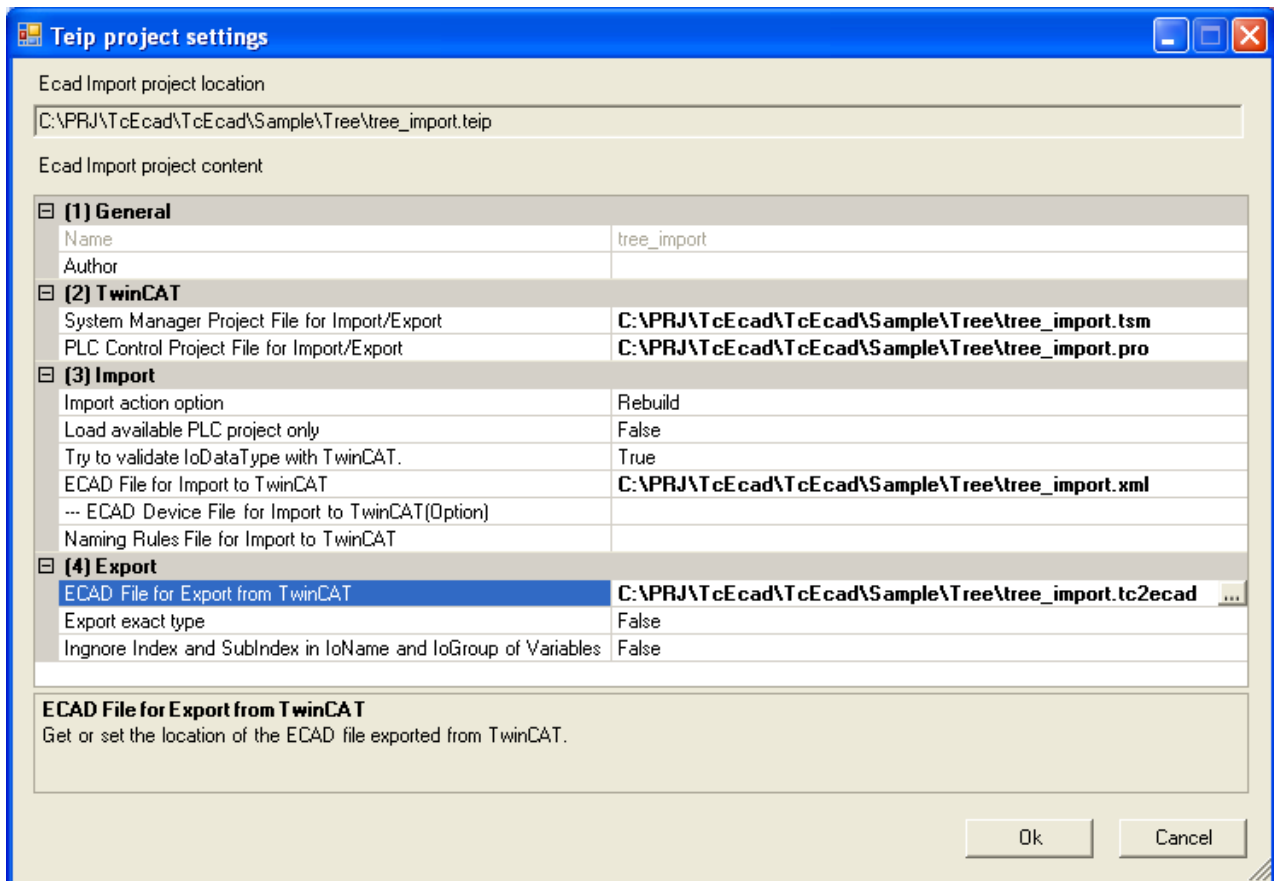 Teip project settings
Ecad Import project location
C:\PRJ\TcEcad\TcEcad\Sample\Tree\tree_import.teip
Ecad Import project content
(1) General
Name tree_import
Author
(2) TwinCAT
System Manager Project File for Import/Export C:\PRJ\TcEcad\TcEcad\Sample\Tree\tree_import.tsm
PLC Control Project File for Import/Export C:\PRJ\TcEcad\TcEcad\Sample\Tree\tree_import.pro
(3) Import
Import action option Rebuild
Load available PLC project only False
Try to validate IoDataType with TwinCAT. True
ECAD File for Import to TwinCAT C:\PRJ\TcEcad\TcEcad\Sample\Tree\tree_import.xml
--- ECAD Device File for Import to TwinCAT(Option)
Naming Rules File for Import to TwinCAT
(4) Export
ECAD File for Export from TwinCAT C:\PRJ\TcEcad\TcEcad\Sample\Tree\tree_import.tc2ecad ...
Export exact type False
Ingnore Index and SubIndex in IoName and IoGroup of Variables False
ECAD File for Export from TwinCAT
Get or set the location of the ECAD file exported from TwinCAT.
Ok Cancel